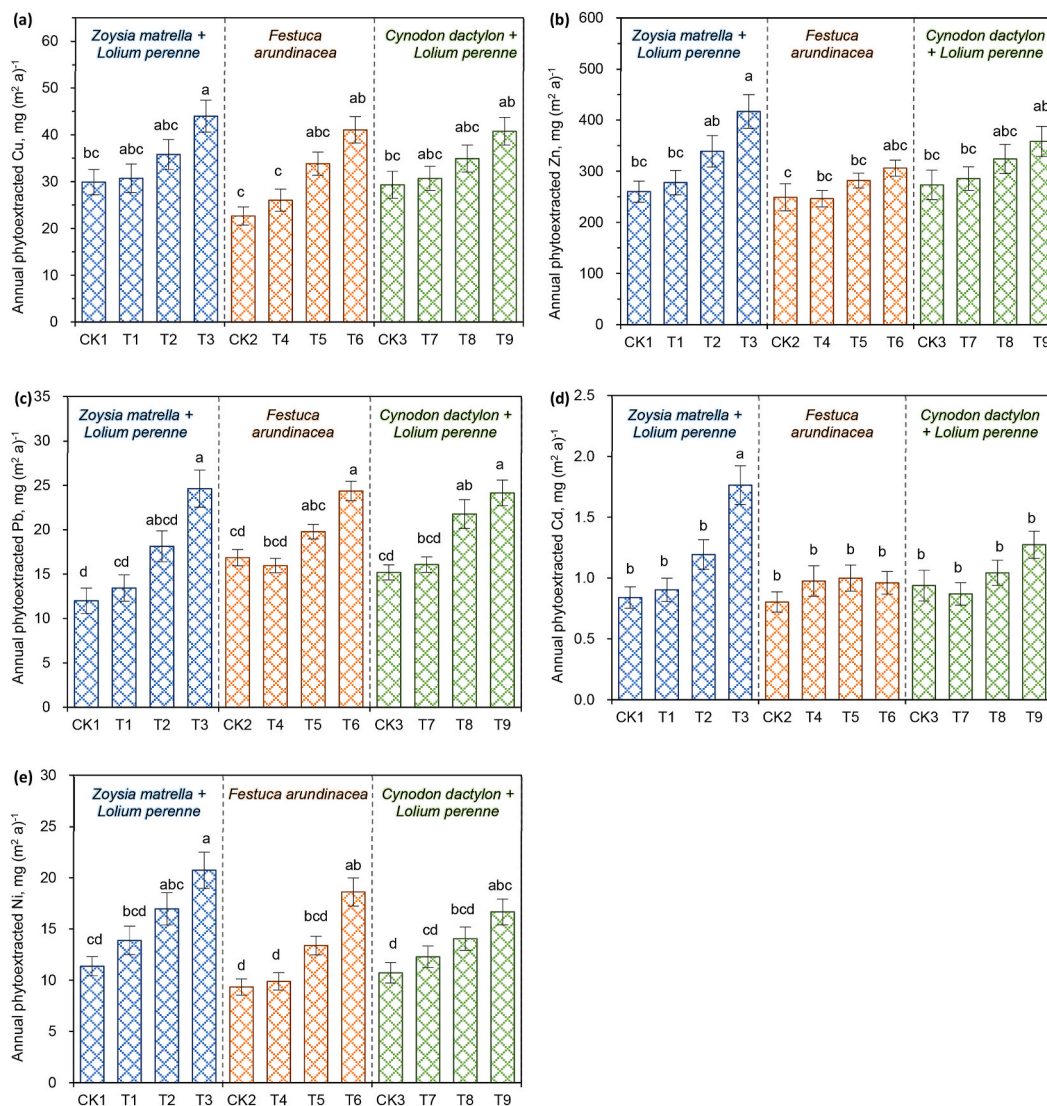 (a)
Annual phytoextracted Cu, mg (m² a)⁻¹
60
50
40
30
20
10
0
Zoysia matrella +
Lolium perenne
Festuca
arundinacea
Cynodon dactylon +
Lolium perenne
bc abc abc a c c abc ab bc abc abc ab
CK1 T1 T2 T3 CK2 T4 T5 T6 CK3 T7 T8 T9
(b)
Annual phytoextracted Zn, mg (m² a)⁻¹
600
500
400
300
200
100
0
Zoysia matrella +
Lolium perenne
Festuca
arundinacea
Cynodon dactylon
+ Lolium perenne
bc bc ab a c bc bc abc bc bc abc ab
CK1 T1 T2 T3 CK2 T4 T5 T6 CK3 T7 T8 T9
(c)
Annual phytoextracted Pb, mg (m² a)⁻¹
35
30
25
20
15
10
5
0
Zoysia matrella +
Lolium perenne
Festuca
arundinacea
Cynodon dactylon +
Lolium perenne
d cd abcd a cd bcd abc a cd bcd ab a
CK1 T1 T2 T3 CK2 T4 T5 T6 CK3 T7 T8 T9
(d)
Annual phytoextracted Cd, mg (m² a)⁻¹
2.5
2.0
1.5
1.0
0.5
0.0
Zoysia matrella +
Lolium perenne
Festuca
arundinacea
Cynodon dactylon
+ Lolium perenne
b b b a b b b b b b b b
CK1 T1 T2 T3 CK2 T4 T5 T6 CK3 T7 T8 T9
(e)
Annual phytoextracted Ni, mg (m² a)⁻¹
30
25
20
15
10
5
0
Zoysia matrella +
Lolium perenne
Festuca arundinacea
Cynodon dactylon +
Lolium perenne
cd bcd abc a d d bcd ab d cd bcd abc
CK1 T1 T2 T3 CK2 T4 T5 T6 CK3 T7 T8 T9